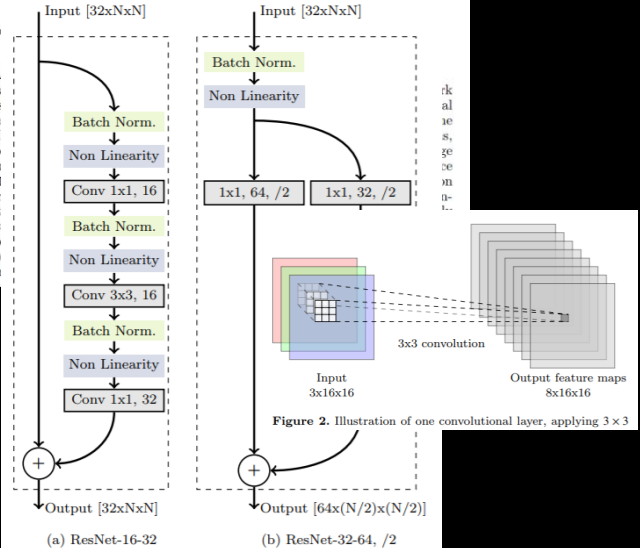 Input [32xNxN]
Batch Norm.
Non Linearity
Conv 1x1, 16
Batch Norm.
Non Linearity
Conv 3x3, 16
Batch Norm.
Non Linearity
Conv 1x1, 32
+
Output [32xNxN]
(a) ResNet-16-32
Input [32xNxN]
Batch Norm.
Non Linearity
1x1, 64, /2
1x1, 32, /2
+
Output [64x(N/2)x(N/2)]
(b) ResNet-32-64, /2
3x3 convolution
Input
3x16x16
Output feature maps
8x16x16
Figure 2. Illustration of one convolutional layer, applying 3 × 3